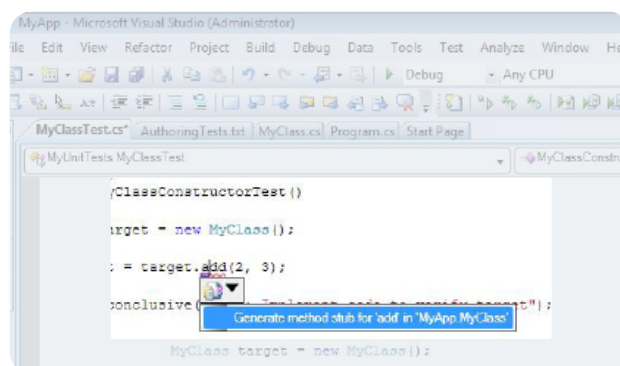 MyApp - Microsoft Visual Studio (Administrator)
File Edit View Refactor Project Build Debug Data Tools Test Analyze Window He
Debug Any CPU
MyClassTest.cs* AuthoringTests.txt MyClass.cs Program.cs Start Page
MyUnitTests.MyClassTest MyClassConstru
yClassConstructorTest()
arget = new MyClass();
t = target.add(2, 3);
conclusive( Implement code to verify target");
Generate method stub for 'add' in 'MyApp.MyClass'
MyClass target = new MyClass();